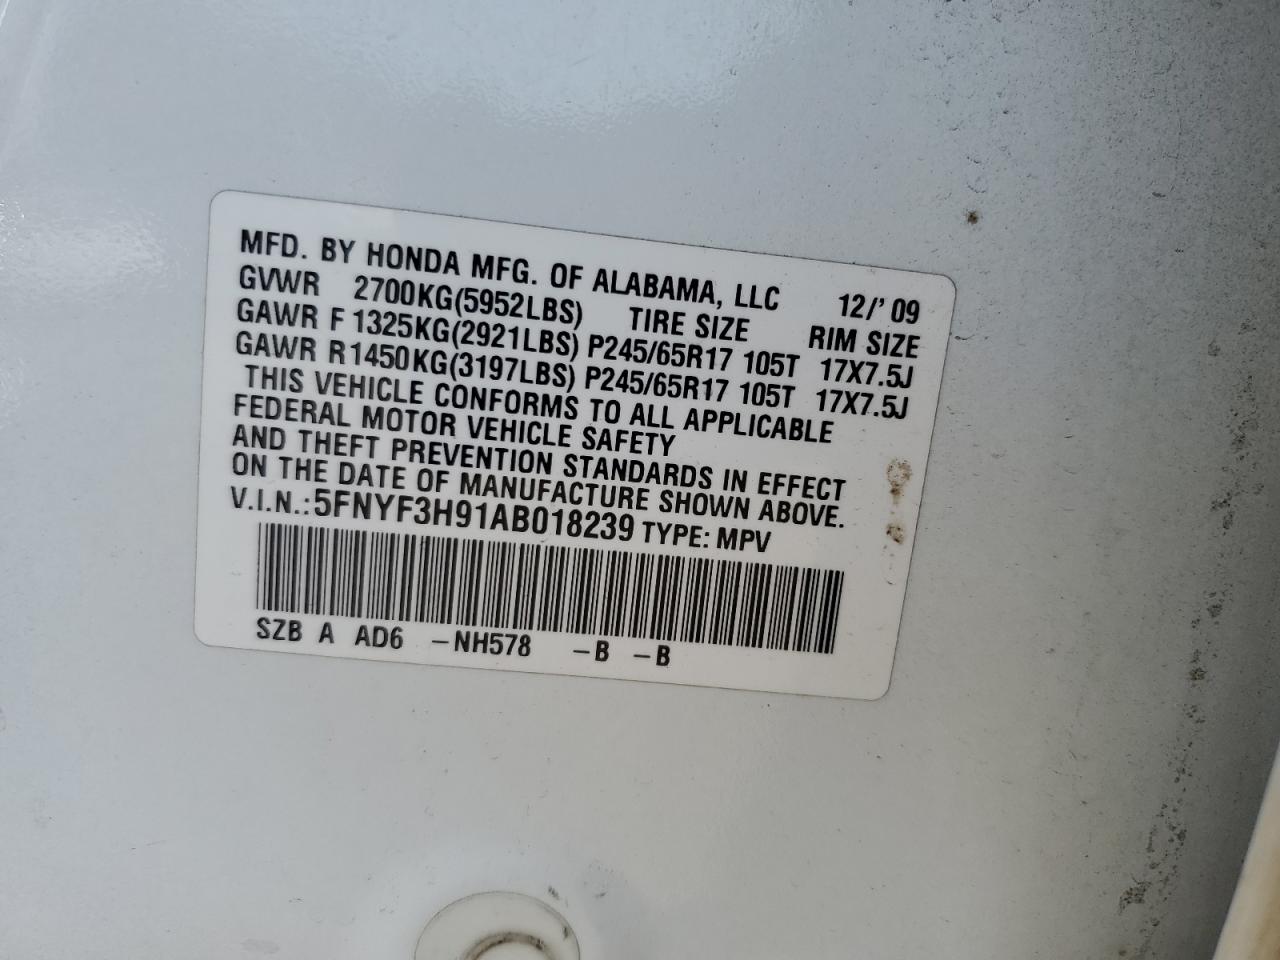 MFD. BY HONDA MFG. OF ALABAMA, LLC 12/'09
GVWR 2700KG(5952LBS) TIRE SIZE RIM SIZE
GAWR F 1325KG(2921LBS) P245/65R17 105T 17X7.5J
GAWR R1450KG(3197LBS) P245/65R17 105T 17X7.5J
THIS VEHICLE CONFORMS TO ALL APPLICABLE
FEDERAL MOTOR VEHICLE SAFETY
AND THEFT PREVENTION STANDARDS IN EFFECT
ON THE DATE OF MANUFACTURE SHOWN ABOVE.
V.I.N.:5FNYF3H91AB018239 TYPE: MPV
SZB A AD6 -NH578 -B -B